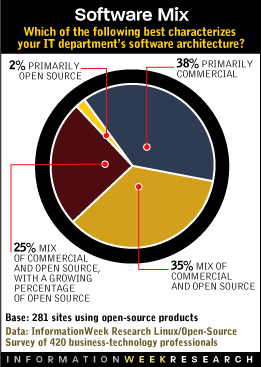 Software Mix
Which of the following best characterizes
your IT department's software architecture?
2% PRIMARILY
OPEN SOURCE
38% PRIMARILY
COMMERCIAL
25% MIX
OF COMMERCIAL
AND OPEN SOURCE,
WITH A GROWING
PERCENTAGE
OF OPEN SOURCE
35% MIX OF
COMMERCIAL
AND OPEN SOURCE
Base: 281 sites using open-source products
Data: InformationWeek Research Linux/Open-Source
Survey of 420 business-technology professionals
INFORMATIONWEEKRESEARCH